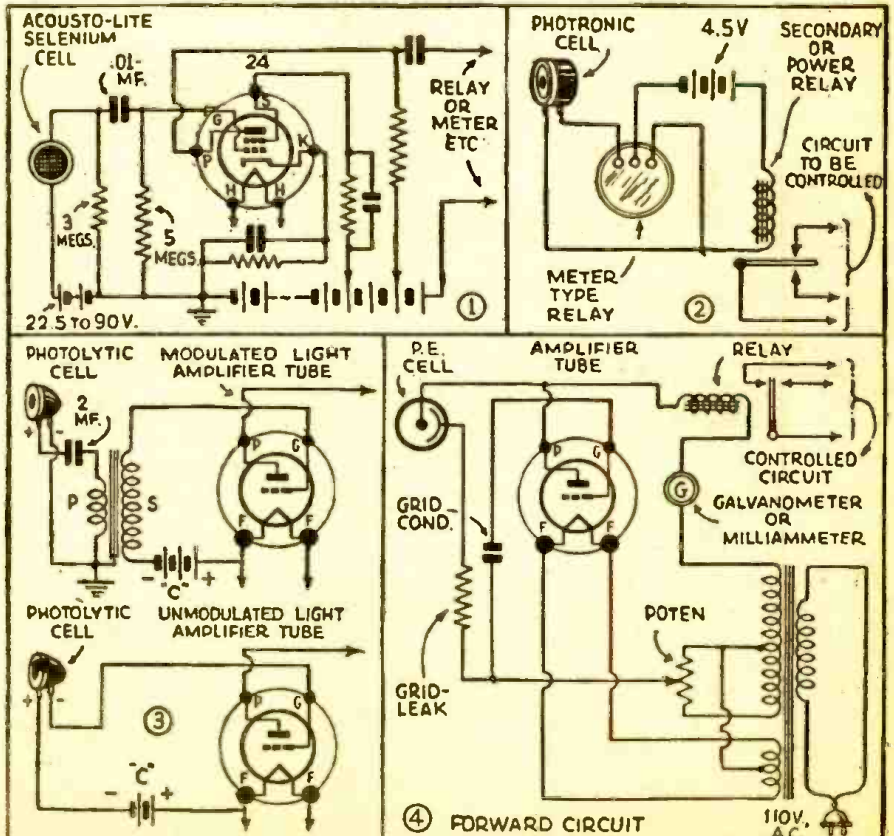 ACOUSTO-LITE
SELENIUM
CELL
.01-
MF.
24
G
S
P
K
H
H
3
MEGS.
5
MEGS.
22.5 TO 90V.
RELAY
OR
METER
ETC
①
PHOTRONIC
CELL
4.5V
SECONDARY
OR
POWER
RELAY
CIRCUIT
TO BE
CONTROLLED
METER
TYPE
RELAY
②
PHOTOLYTIC
CELL
MODULATED LIGHT
AMPLIFIER TUBE
+ -
2
MF.
P
S
P
G
F
F
- "C" +
PHOTOLYTIC
CELL
UNMODULATED LIGHT
AMPLIFIER TUBE
+ -
③
P
G
F
F
"C"
- +
P.E.
CELL
AMPLIFIER
TUBE
RELAY
P
G
F
F
GRID
COND.
GRID-
LEAK
CONTROLLED
CIRCUIT
G
GALVANOMETER
OR
MILLIAMMETER
POTEN
④ FORWARD CIRCUIT
110V.
A.C.